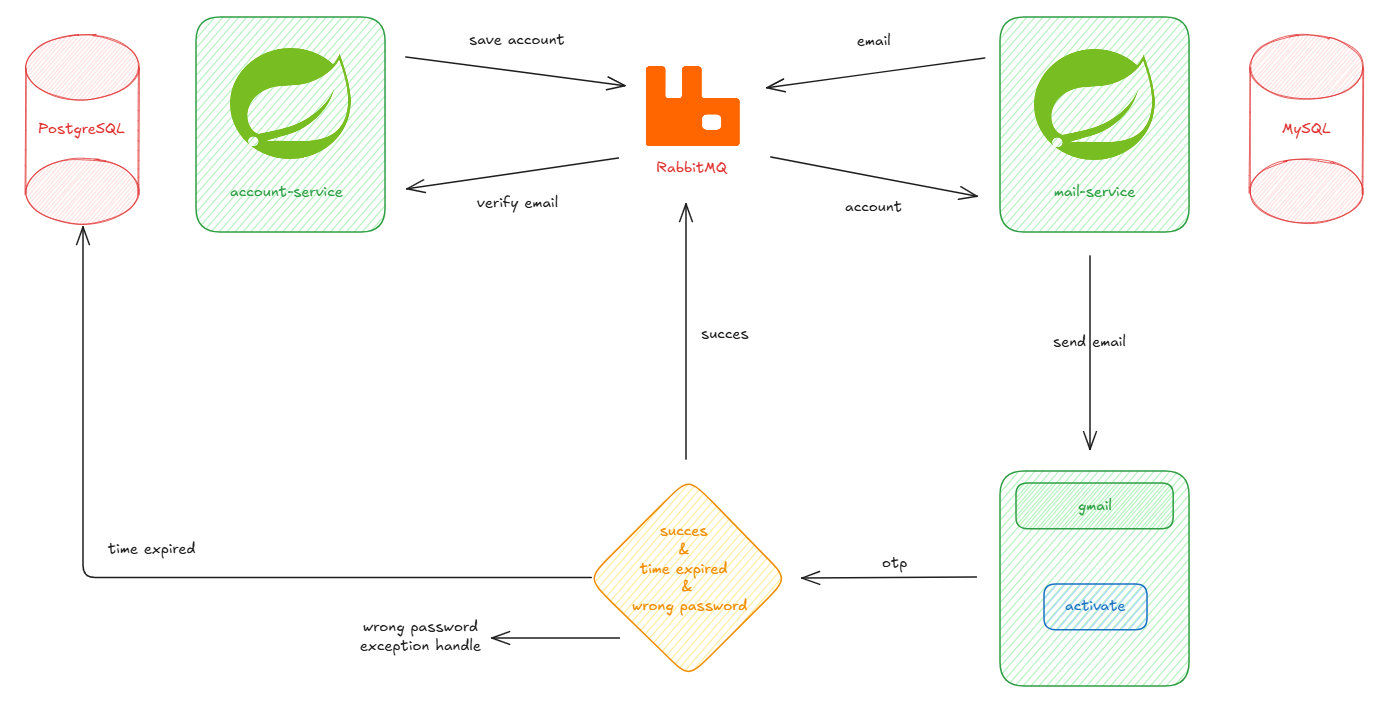 save account
email
PostgreSQL
MySQL
RabbitMQ
account-service
mail-service
verify email
account
succes
send email
gmail
succes
&
time expired
&
wrong password
time expired
otp
activate
wrong password
exception handle